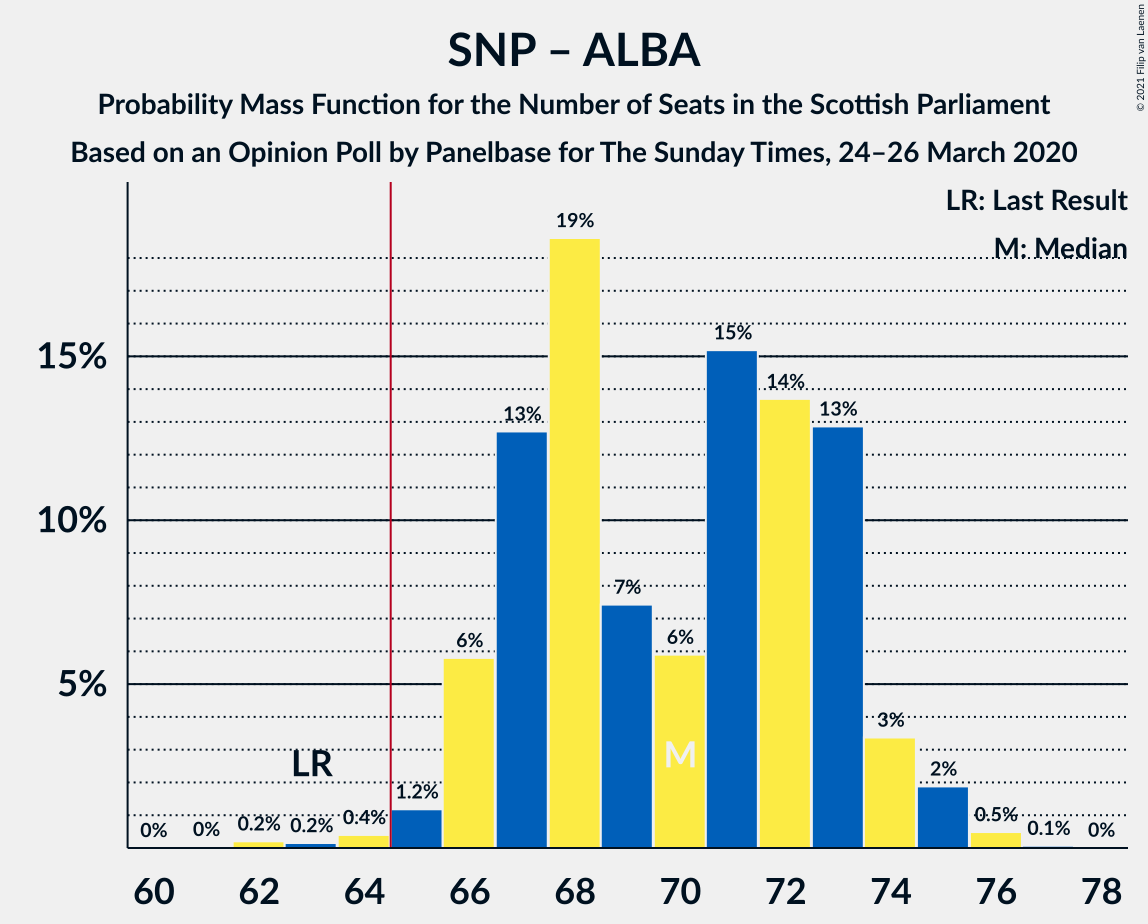 SNP – ALBA
Probability Mass Function for the Number of Seats in the Scottish Parliament
Based on an Opinion Poll by Panelbase for The Sunday Times, 24–26 March 2020
© 2021 Filip van Laenen
LR: Last Result
M: Median
15%
10%
5%
0% 0% 0.2% 0.2% 0.4% 1.2% 6% 13% 19% 7% 6% 15% 14% 13% 3% 2% 0.5% 0.1% 0%
LR
M
60 62 64 66 68 70 72 74 76 78